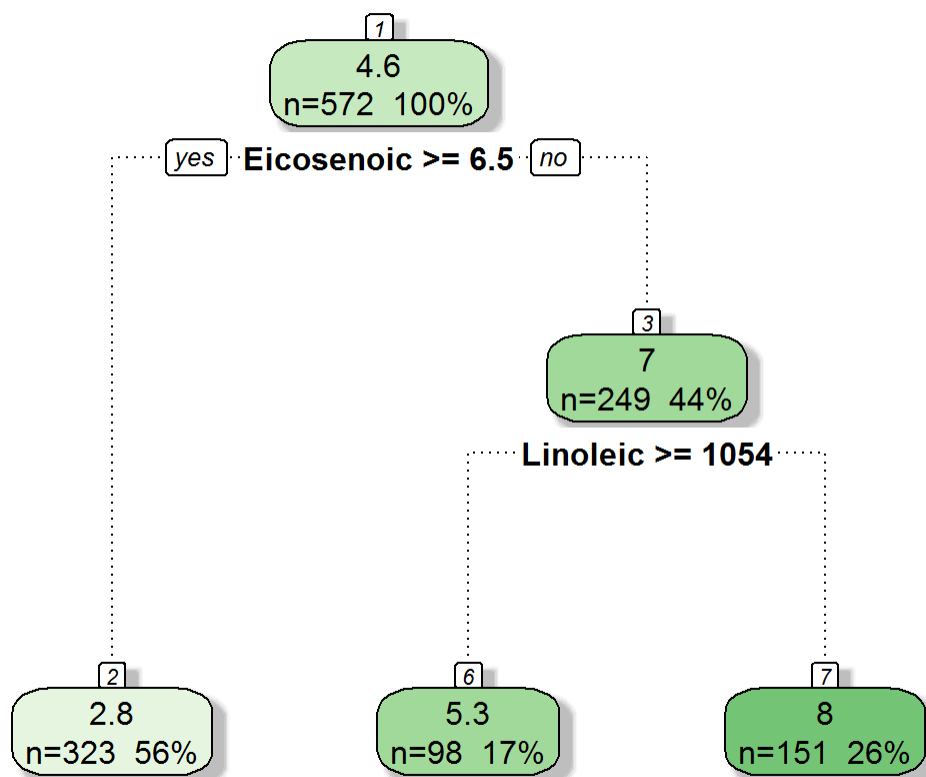 1
4.6
n=572 100%
yes Eicosenoic >= 6.5 no
3
7
n=249 44%
Linoleic >= 1054
2
2.8
n=323 56%
6
5.3
n=98 17%
7
8
n=151 26%